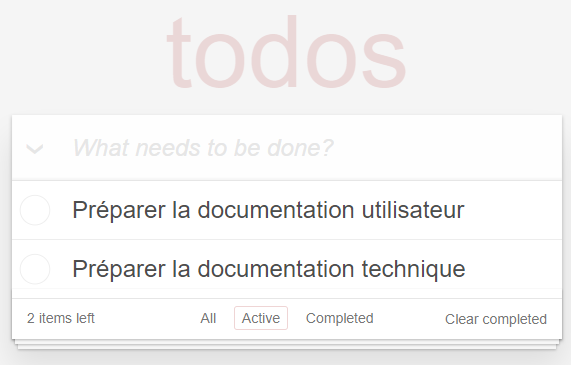 todos
What needs to be done?
Préparer la documentation utilisateur
Préparer la documentation technique
2 items left All Active Completed Clear completed